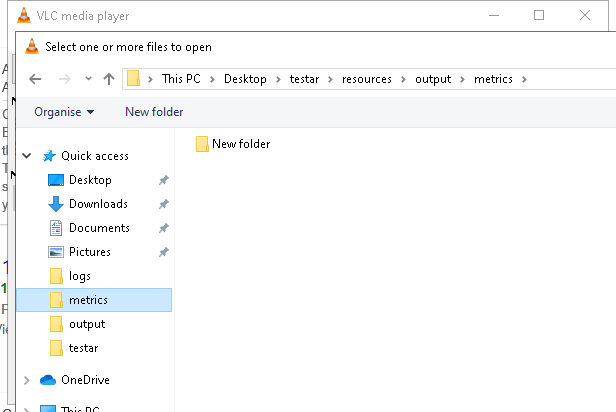 VLC media player
Select one or more files to open
This PC > Desktop > testar > resources > output > metrics >
Organise
New folder
New folder
Quick access
Desktop
Downloads
Documents
Pictures
logs
metrics
output
testar
OneDrive
This PC